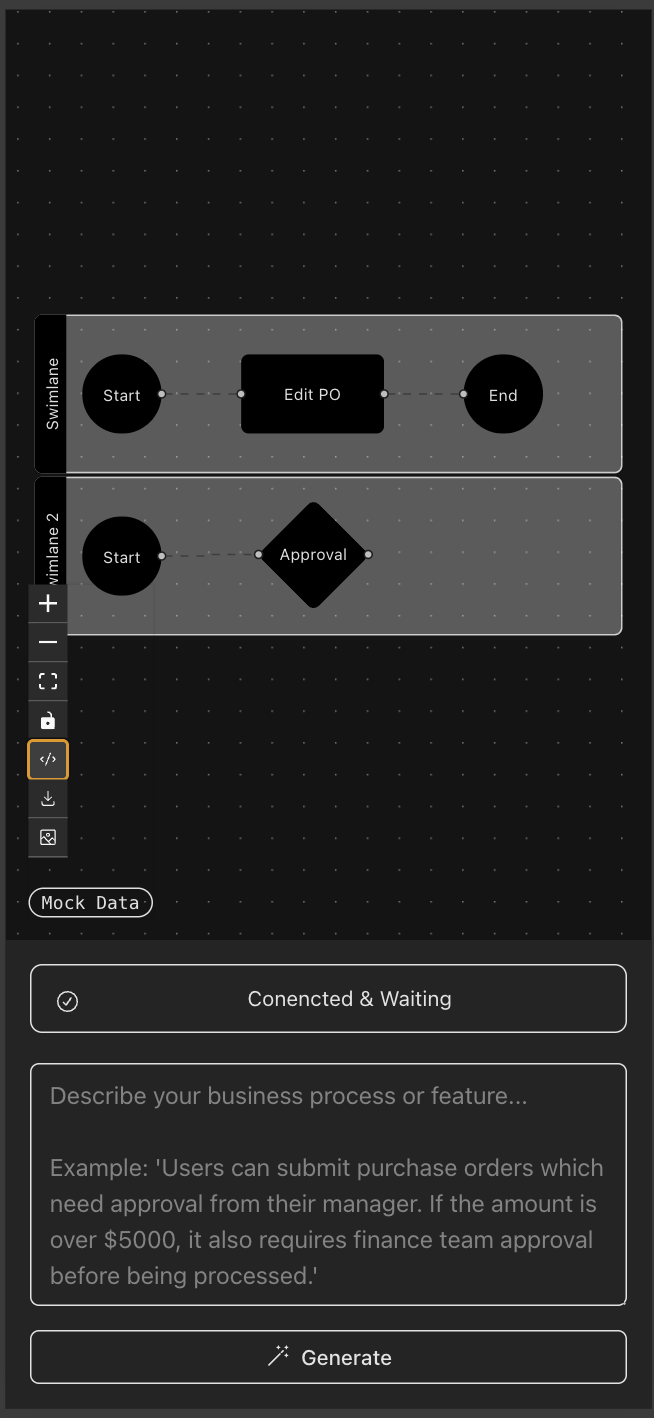 Swimlane
Start
Edit PO
End
wimlane 2
Start
Approval
Mock Data
Conencted & Waiting
Describe your business process or feature...
Example: 'Users can submit purchase orders which
need approval from their manager. If the amount is
over $5000, it also requires finance team approval
before being processed.'
Generate